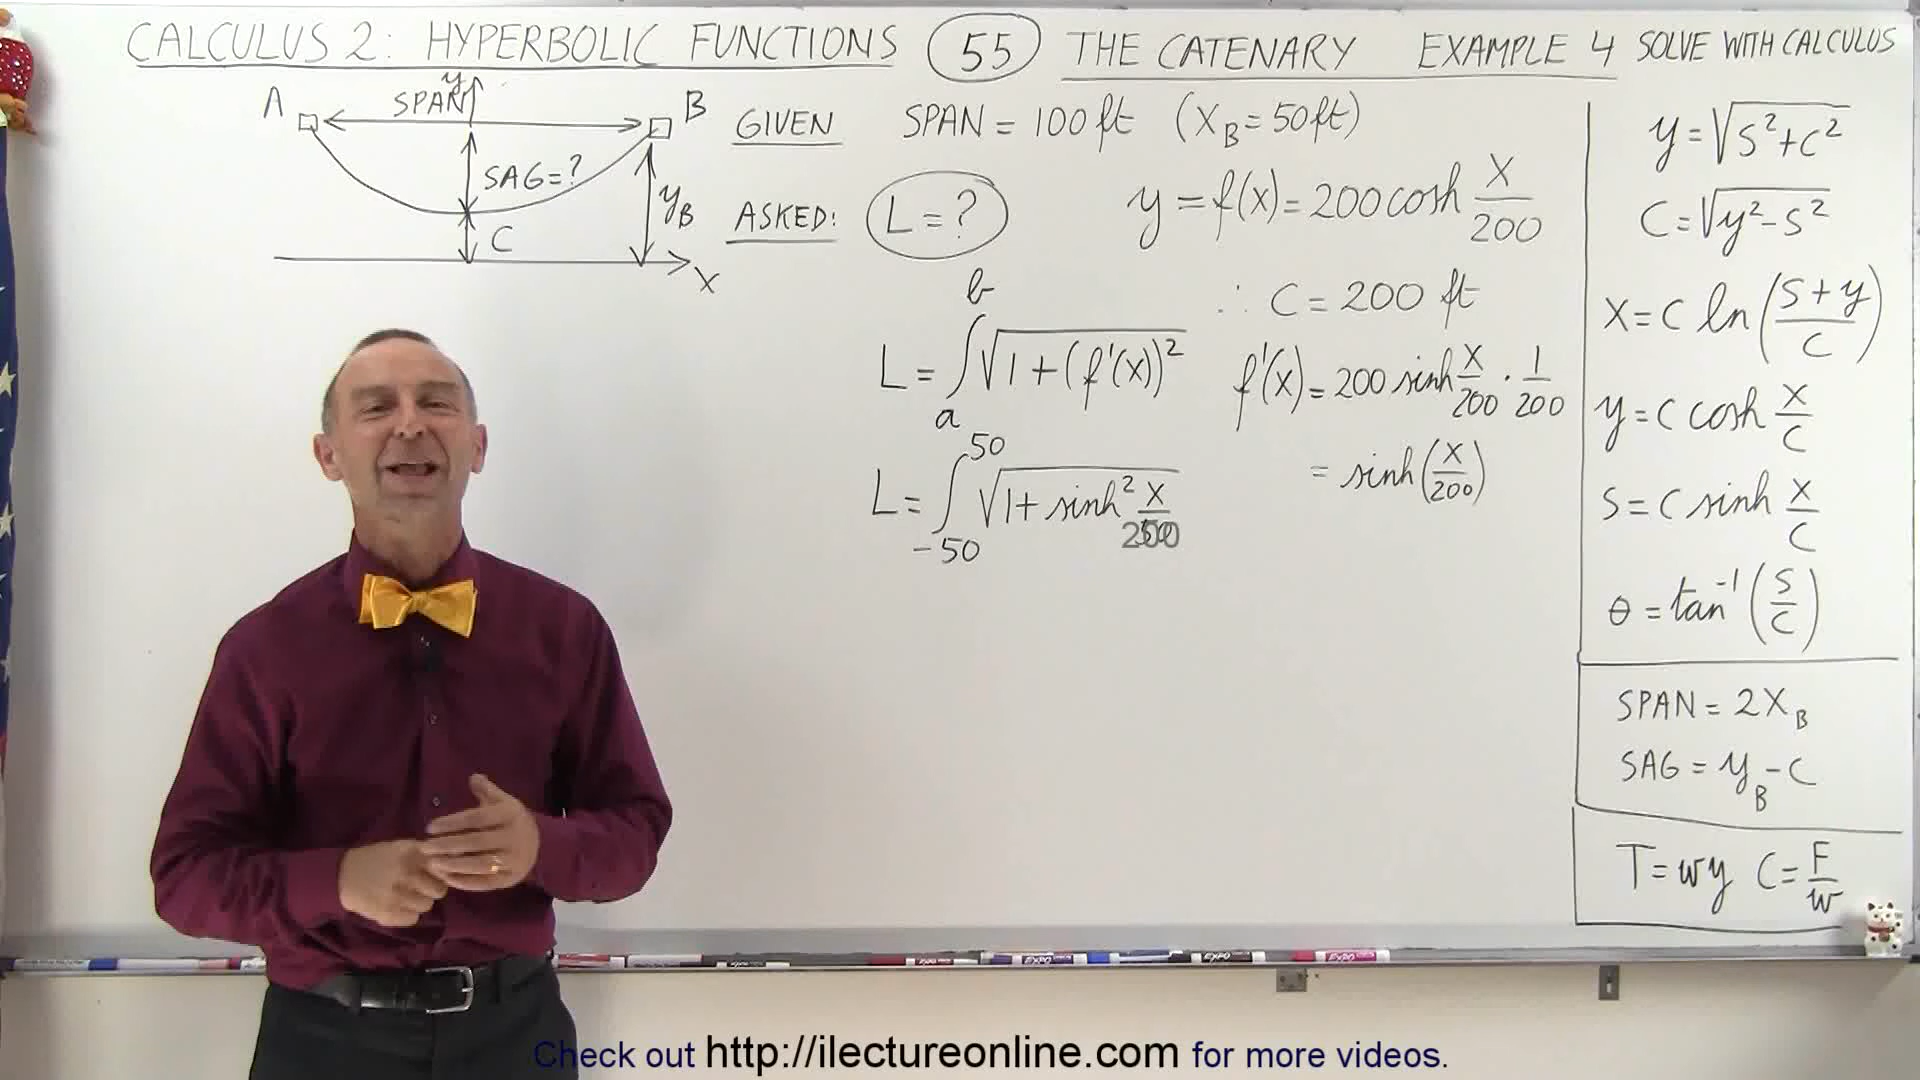 CALCULUS 2: HYPERBOLIC FUNCTIONS 55 THE CATENARY EXAMPLE 4 SOLVE WITH CALCULUS
y
A SPAN B
SAG=?
y_B
C
x
GIVEN SPAN = 100 ft (X_B = 50 ft)
ASKED: L = ? y = f(x) = 200 cosh x/200
∴ C = 200 ft
L = ∫_a^b √(1 + (f'(x))²) f'(x) = 200 sinh x/200 · 1/200
= sinh(x/200)
L = ∫_-50^50 √(1 + sinh² x/200)
y = √(S² + C²)
C = √(y² - S²)
X = C ln((S + y)/C)
y = C cosh x/C
S = C sinh x/C
θ = tan⁻¹(S/C)
SPAN = 2X_B
SAG = y_B - C
T = wy C = F/w
Check out http://ilectureonline.com for more videos.